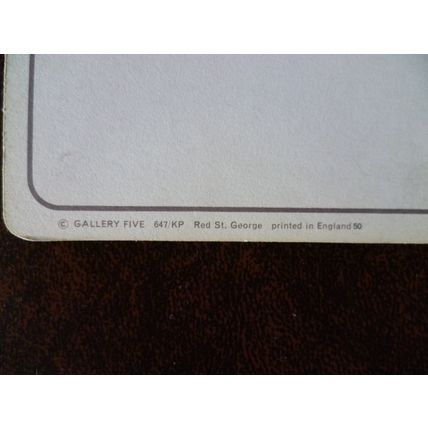 © GALLERY FIVE 647/KP Red St. George printed in England 50